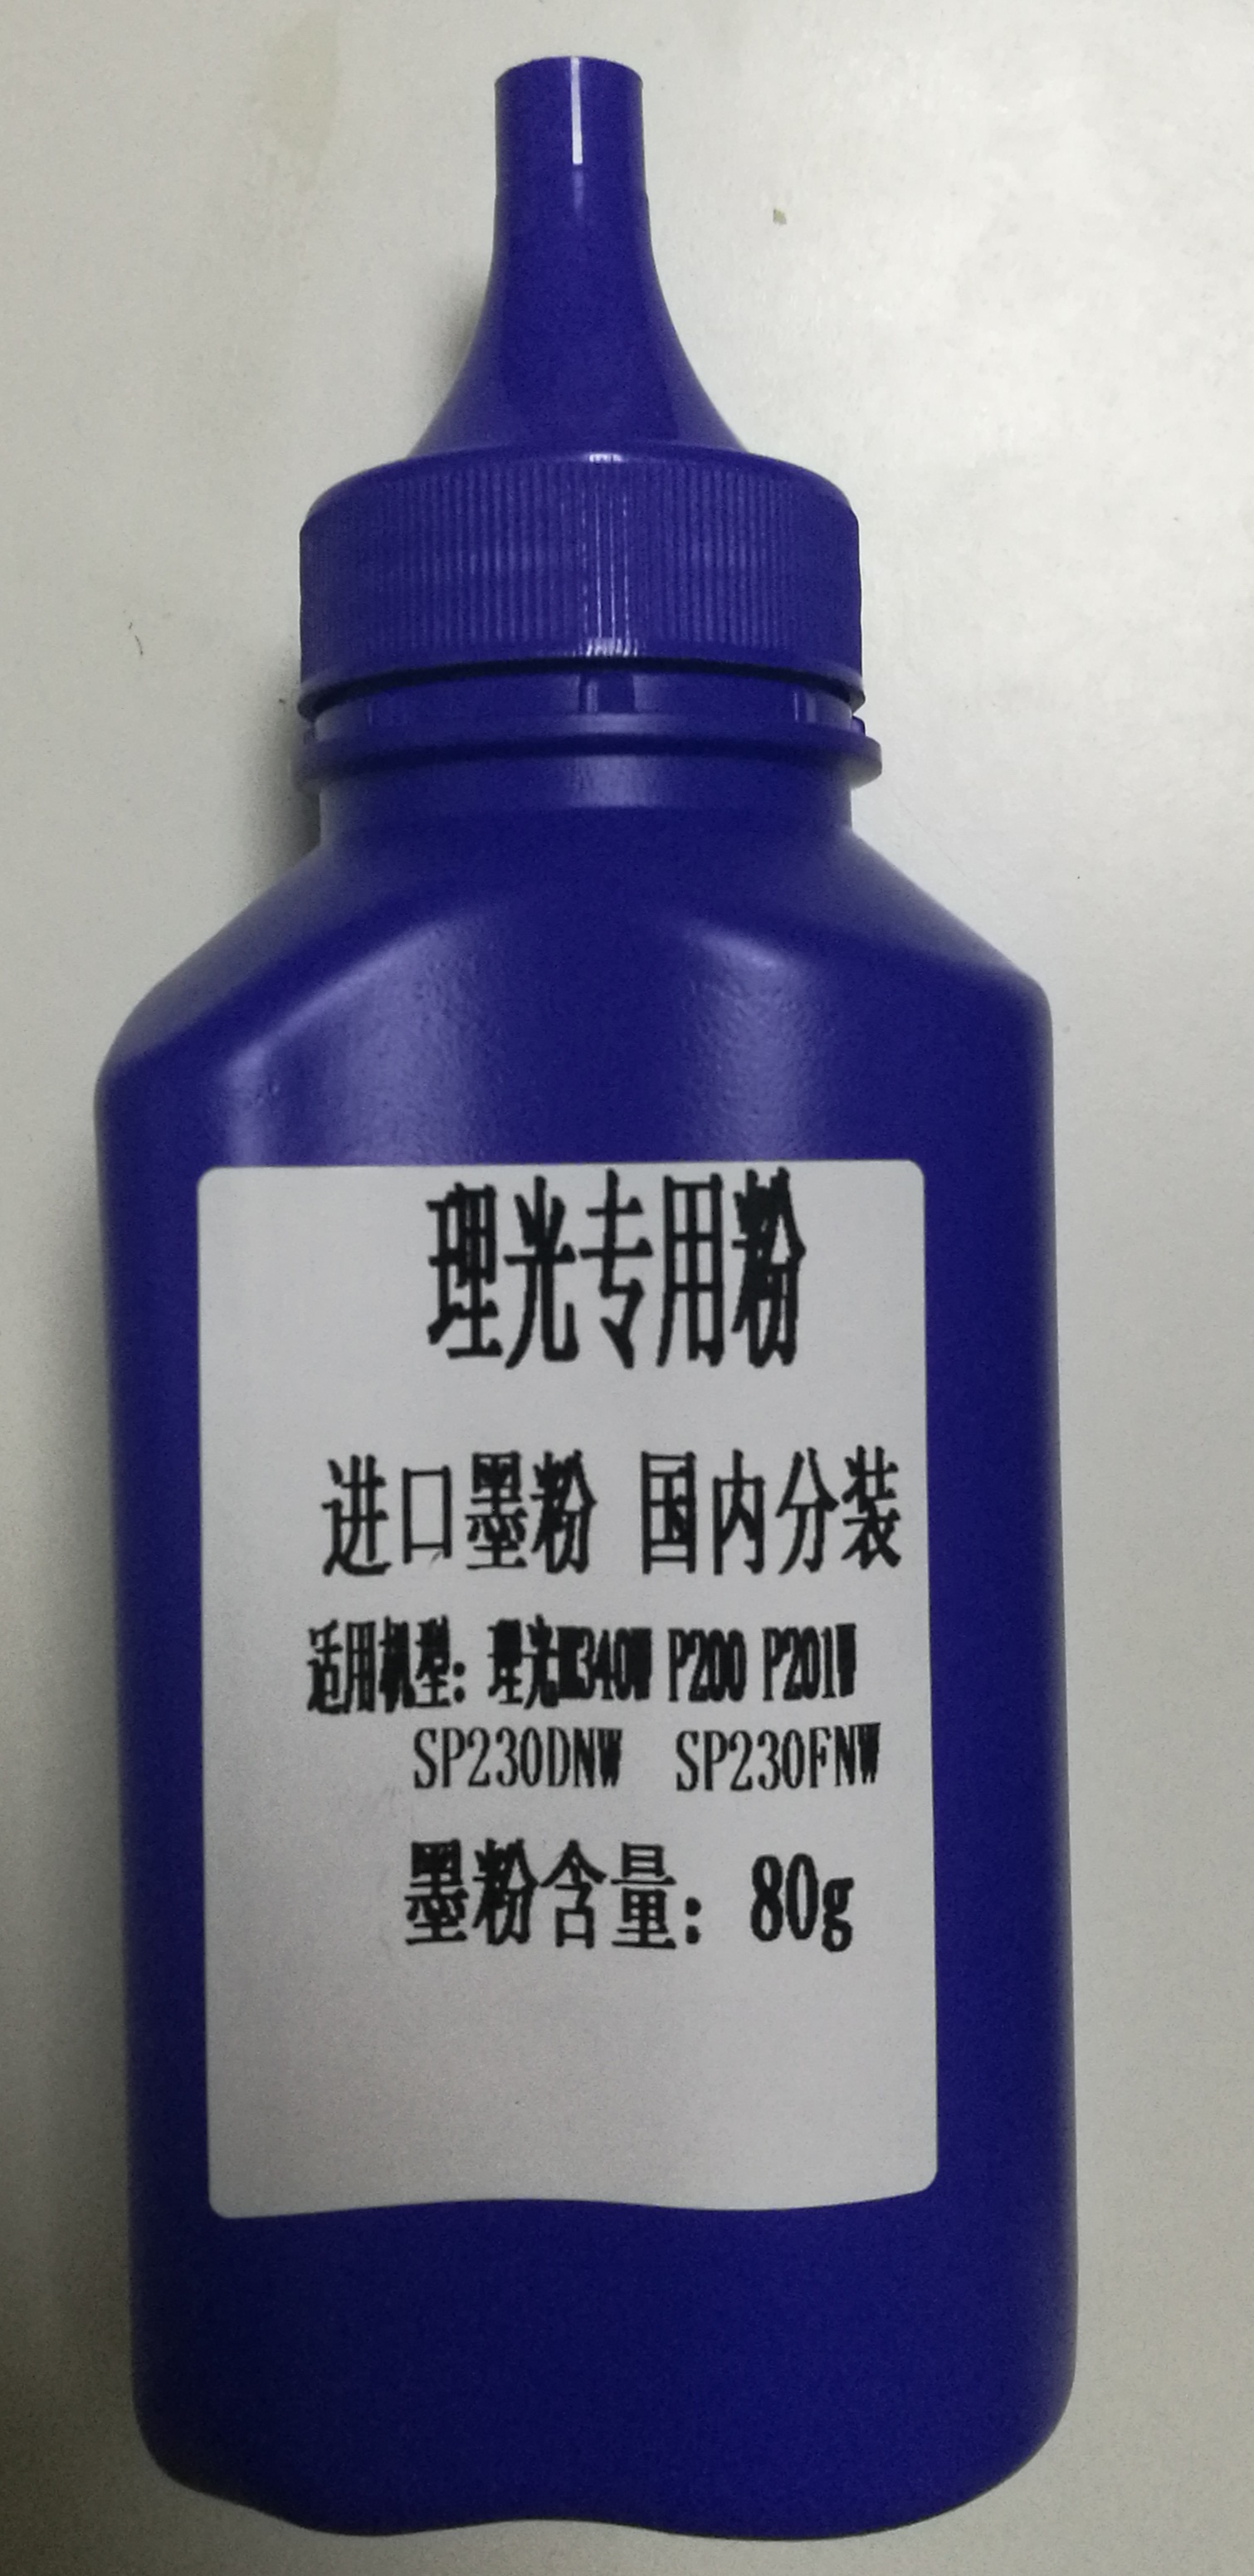 理光专用粉
进口墨粉 国内分装
适用机型：理光M340W P200 P201W
SP230DNW SP230FNW
墨粉含量：80g